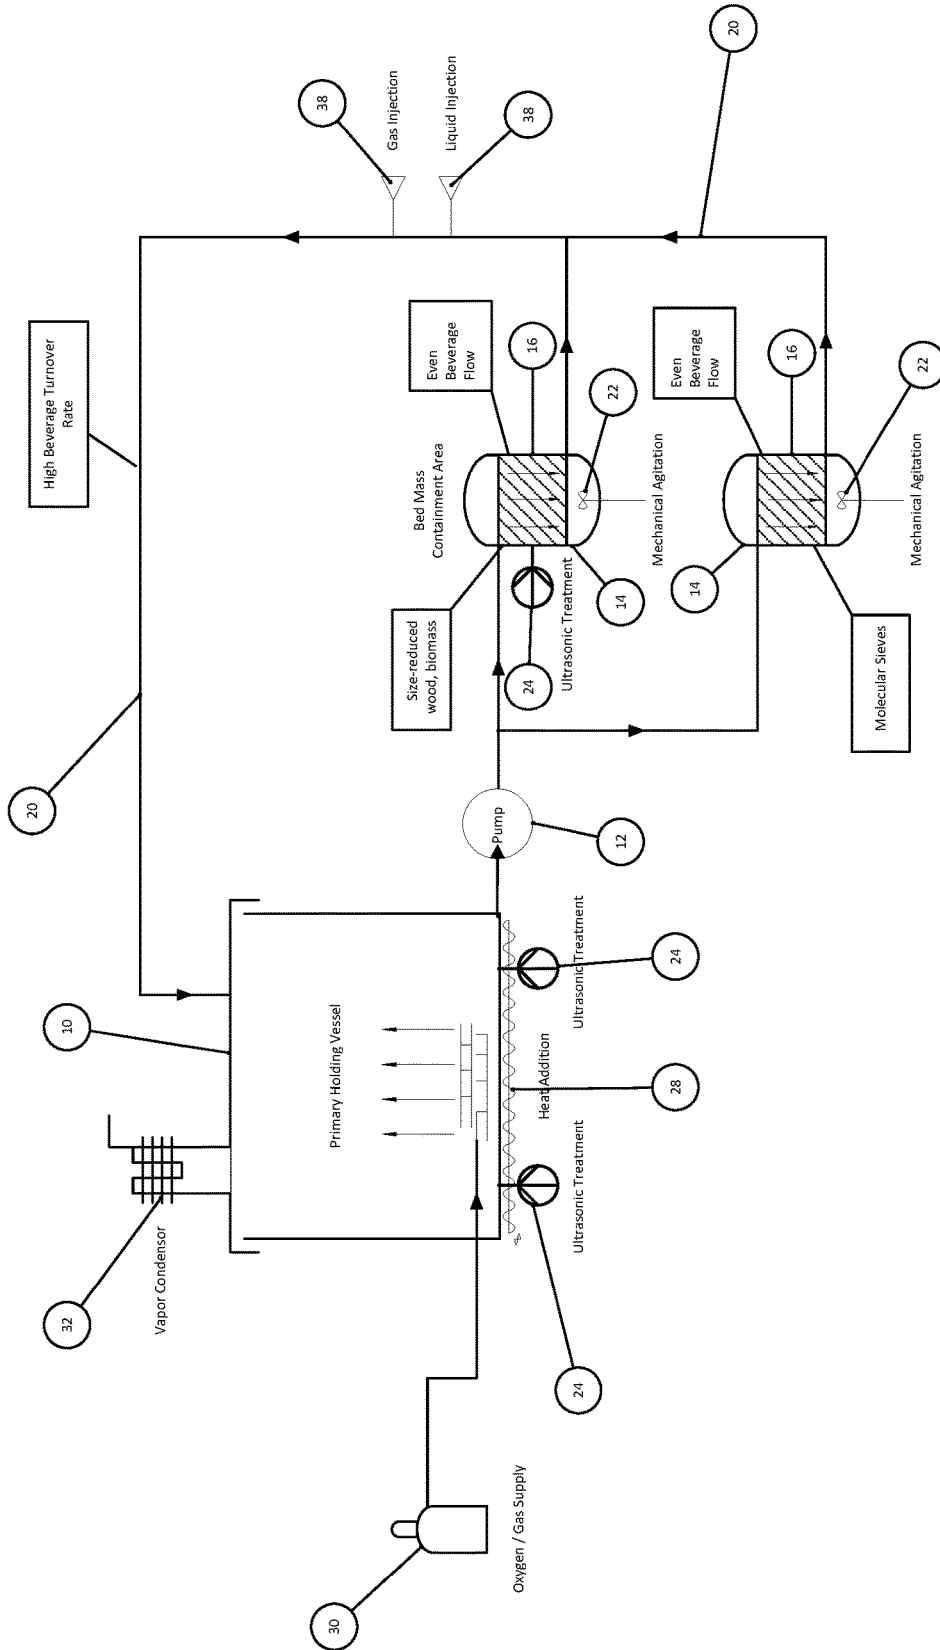 20
High Beverage Turnover
Rate
32
10
Vapor Condensor
38
Gas Injection
30
Primary Holding Vessel
Size-reduced
wood, biomass
Bed Mass
Containment Area
Even
Beverage
Flow
Liquid Injection
38
Pump
Oxygen / Gas Supply
24
16
Heat Addition
Ultrasonic Treatment
24
Ultrasonic Treatment
Ultrasonic Treatment
14
22
12
28
24
Mechanical Agitation
Even
Beverage
Flow
20
14
16
Molecular Sieves
22
Mechanical Agitation